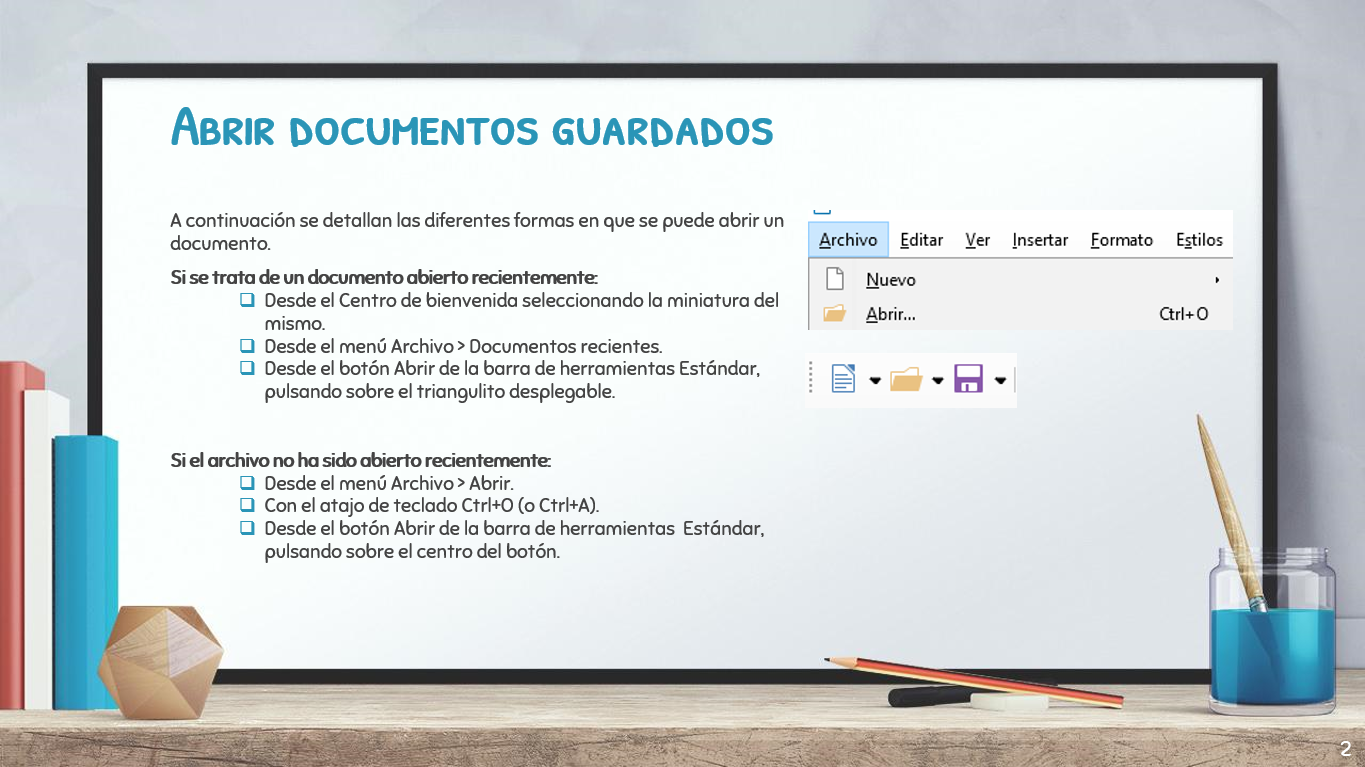 Abrir documentos guardados
A continuación se detallan las diferentes formas en que se puede abrir un
documento.
Si se trata de un documento abierto recientemente:
❑ Desde el Centro de bienvenida seleccionando la miniatura del
mismo.
❑ Desde el menú Archivo > Documentos recientes.
❑ Desde el botón Abrir de la barra de herramientas Estándar,
pulsando sobre el triangulito desplegable.
Si el archivo no ha sido abierto recientemente:
❑ Desde el menú Archivo > Abrir.
❑ Con el atajo de teclado Ctrl+O (o Ctrl+A).
❑ Desde el botón Abrir de la barra de herramientas  Estándar,
pulsando sobre el centro del botón.
Archivo Editar Ver Insertar Formato Estilos
Nuevo
Abrir... Ctrl+O
2